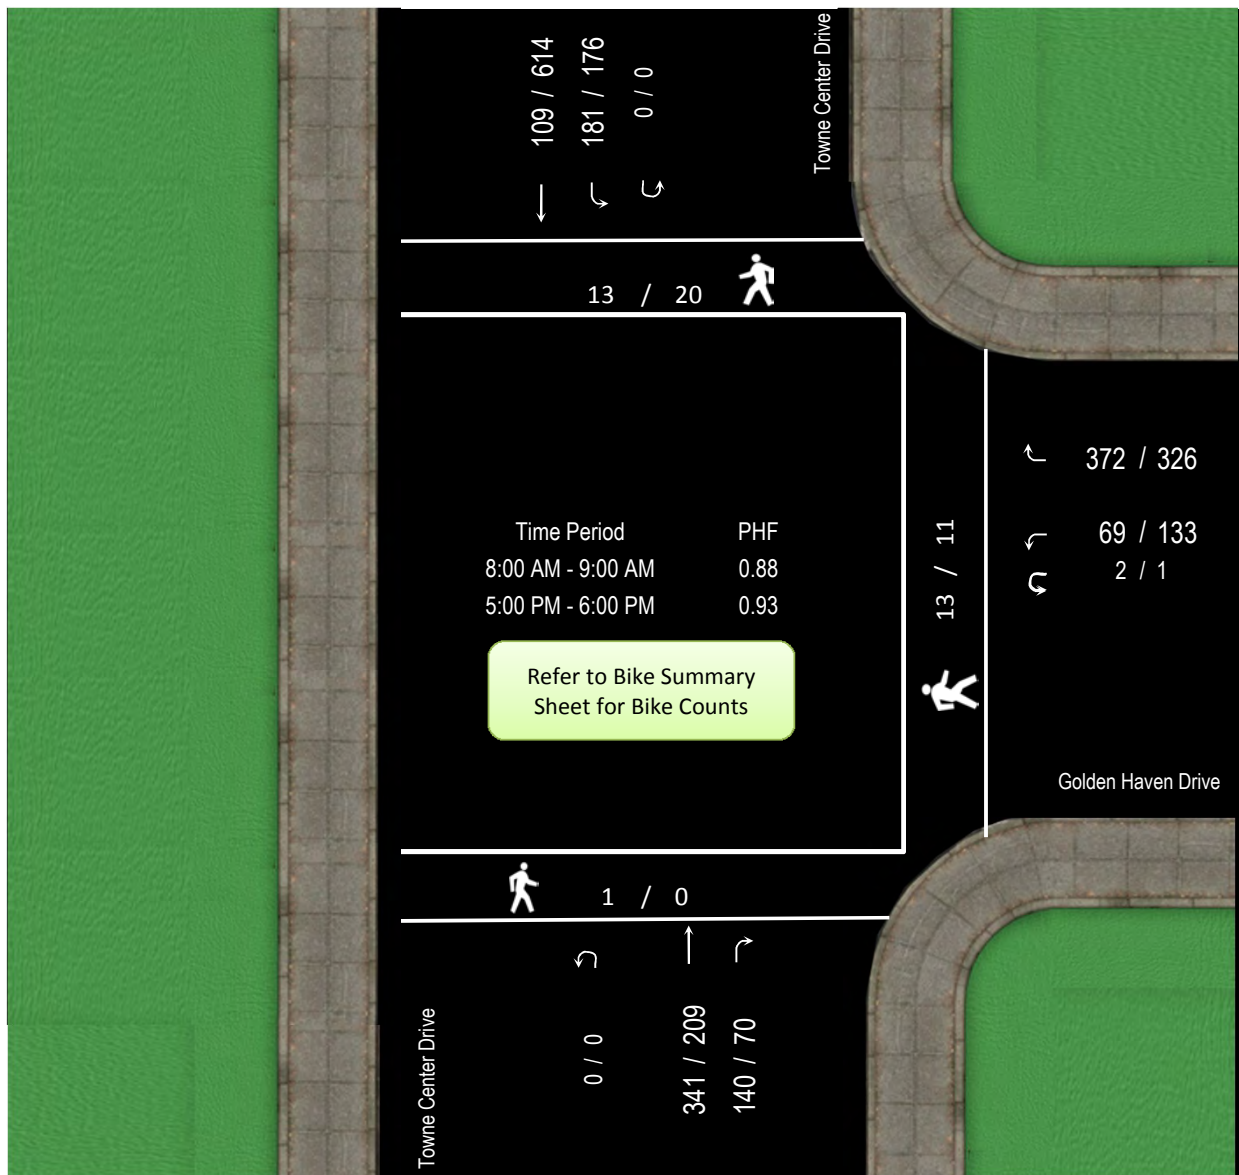 109 / 614
181 / 176
0 / 0
Towne Center Drive
13 / 20
372 / 326
69 / 133
2 / 1
13 / 11
Time Period PHF
8:00 AM - 9:00 AM 0.88
5:00 PM - 6:00 PM 0.93
Refer to Bike Summary
Sheet for Bike Counts
Golden Haven Drive
1 / 0
Towne Center Drive
0 / 0
341 / 209
140 / 70